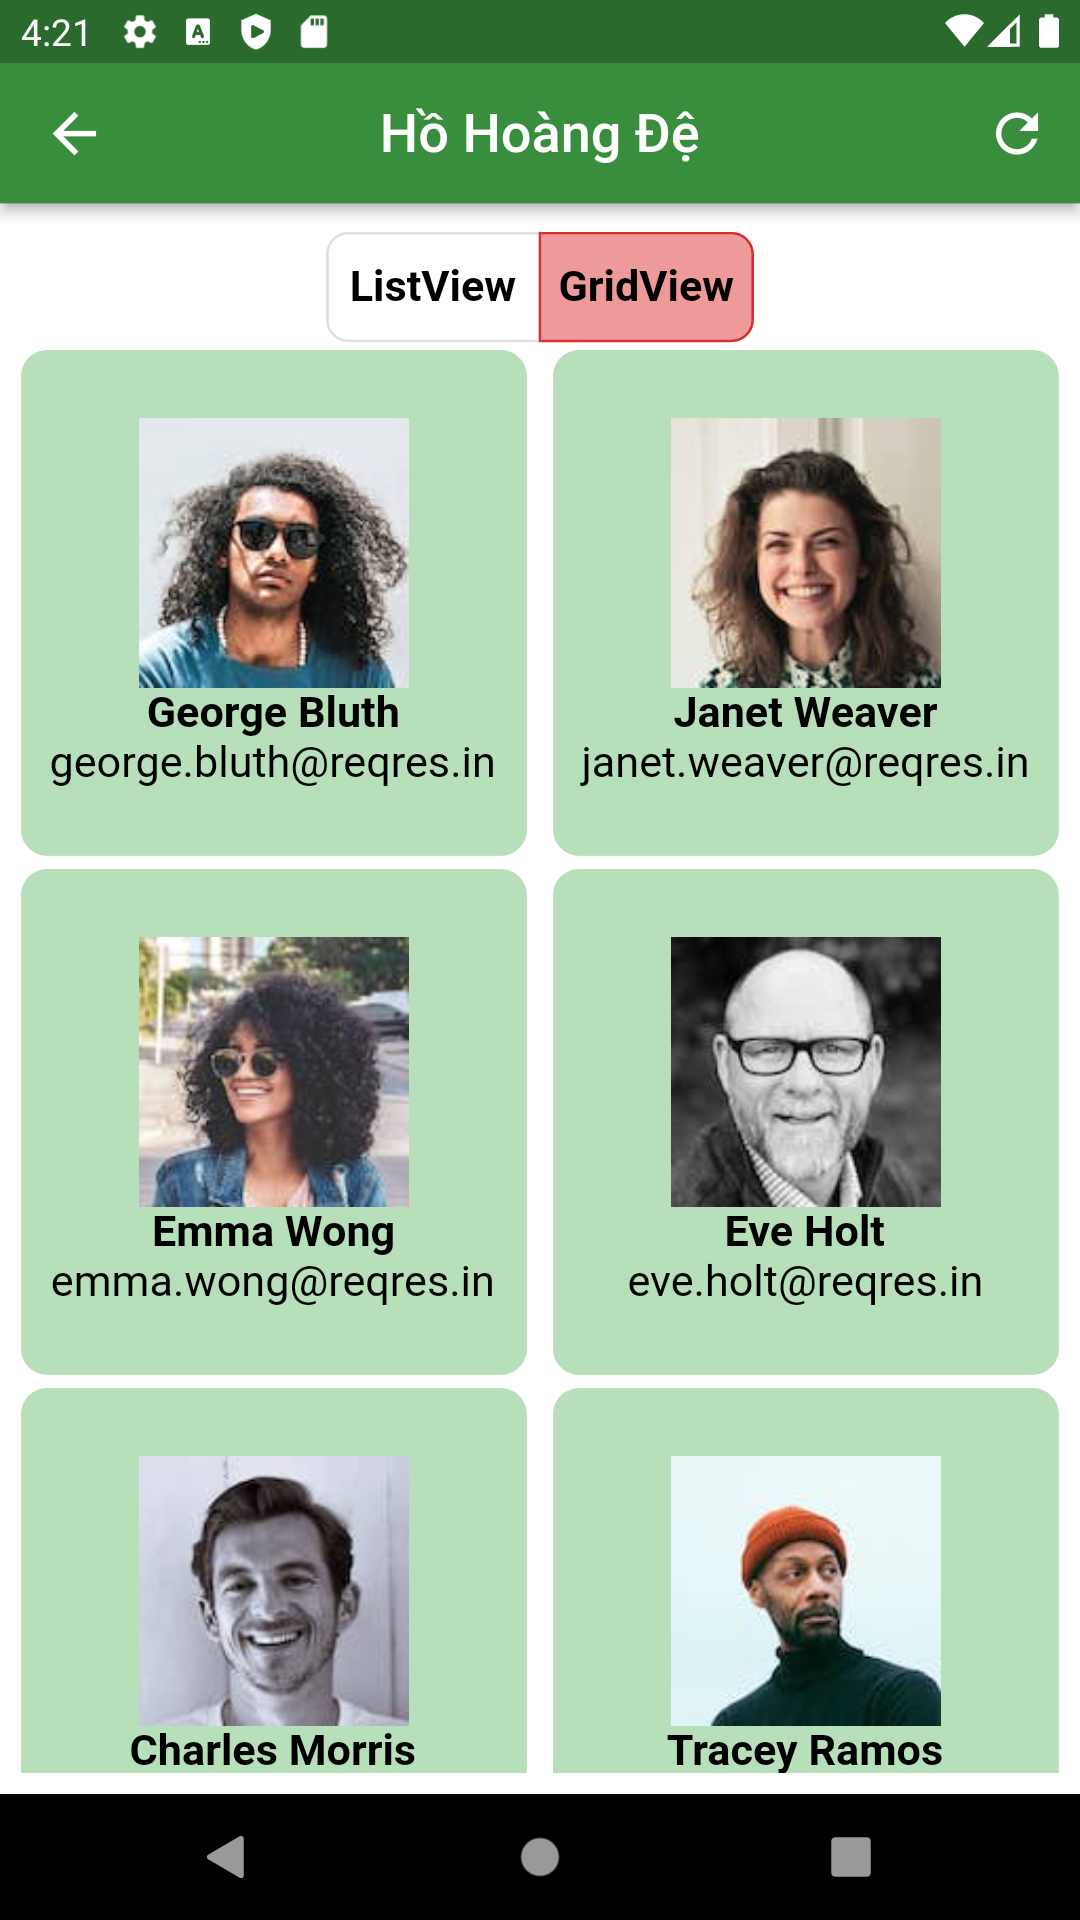 4:21
Hồ Hoàng Đệ
ListView GridView
George Bluth
george.bluth@reqres.in
Janet Weaver
janet.weaver@reqres.in
Emma Wong
emma.wong@reqres.in
Eve Holt
eve.holt@reqres.in
Charles Morris
Tracey Ramos